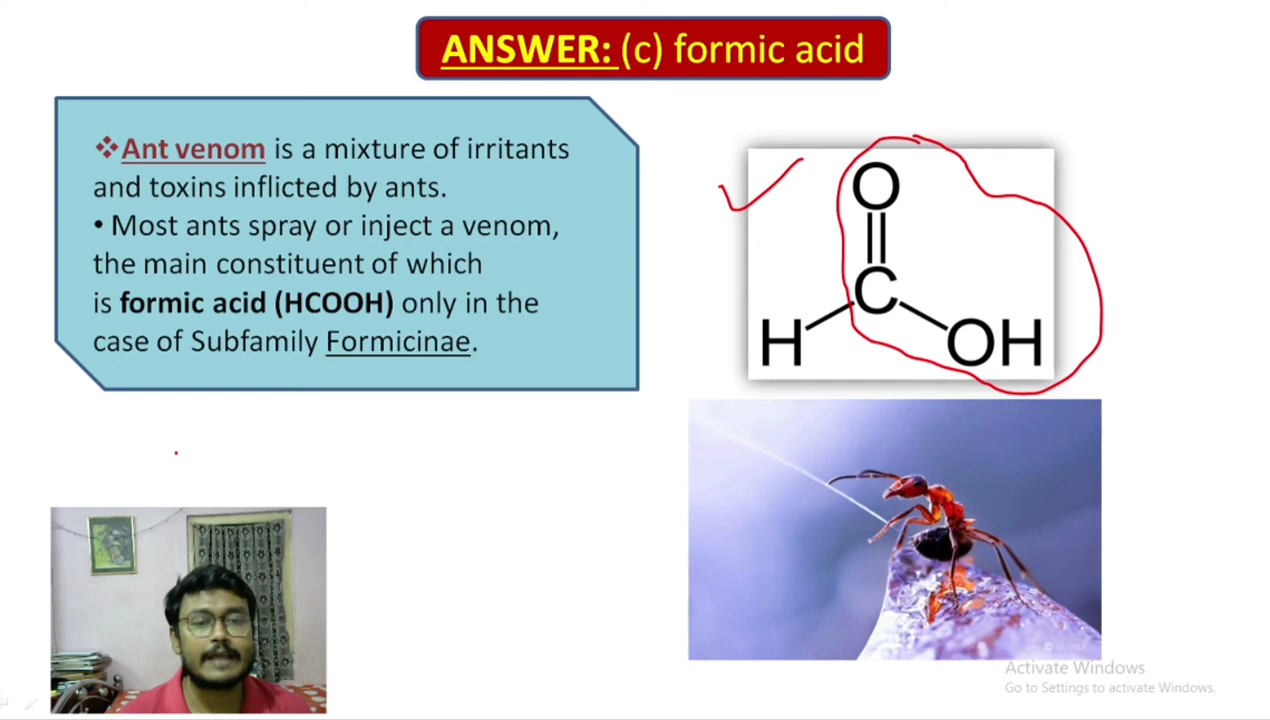 ANSWER: (c) formic acid
❖Ant venom is a mixture of irritants
and toxins inflicted by ants.
• Most ants spray or inject a venom,
the main constituent of which
is formic acid (HCOOH) only in the
case of Subfamily Formicinae.
O
C
H
OH
Activate Windows
Go to Settings to activate Windows.